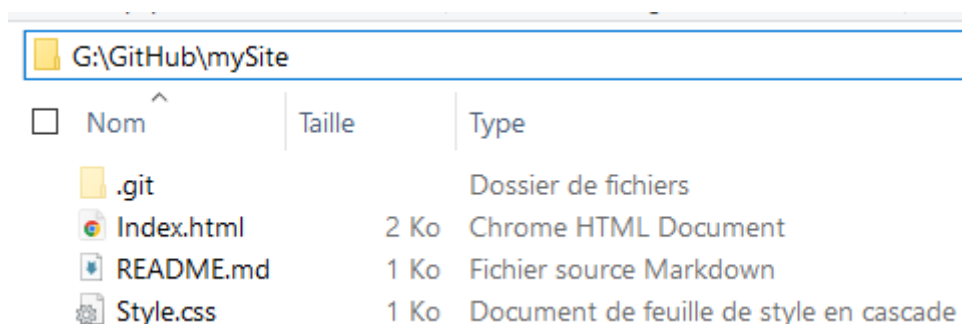 G:\GitHub\mySite
Nom Taille Type
.git Dossier de fichiers
Index.html 2 Ko Chrome HTML Document
README.md 1 Ko Fichier source Markdown
Style.css 1 Ko Document de feuille de style en cascade